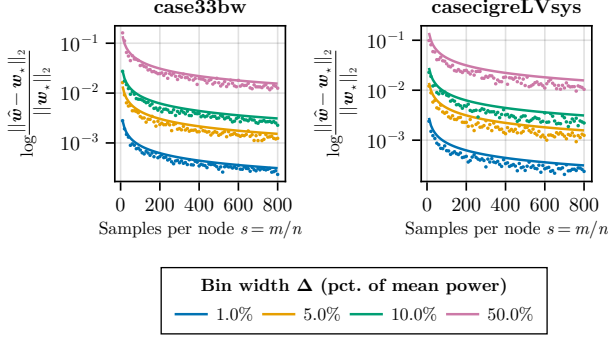 case33bw
10⁻¹
10⁻²
10⁻³
log ||ŵ − w⋆||₂ / ||w⋆||₂
0 200 400 600 800
Samples per node s = m/n
casecigreLVsys
10⁻¹
10⁻²
10⁻³
log ||ŵ − w⋆||₂ / ||w⋆||₂
0 200 400 600 800
Samples per node s = m/n
Bin width Δ (pct. of mean power)
1.0% 5.0% 10.0% 50.0%